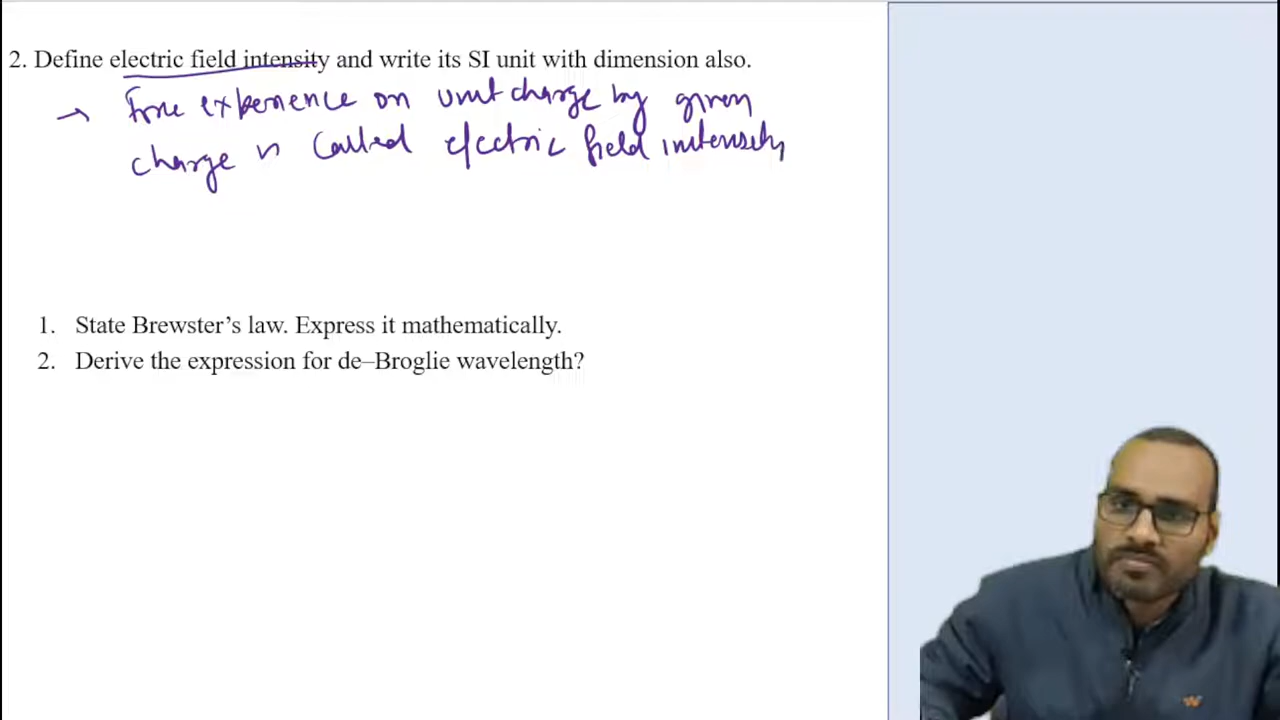 2. Define electric field intensity and write its SI unit with dimension also.
→ Force experience on unit charge by given
charge is called electric field intensity
1. State Brewster’s law. Express it mathematically.
2. Derive the expression for de–Broglie wavelength?